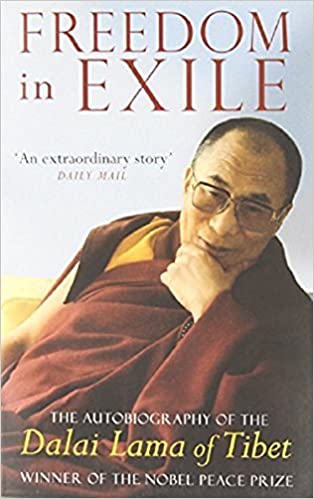 FREEDOM
in EXILE
'An extraordinary story'
DAILY MAIL
THE AUTOBIOGRAPHY OF THE
Dalai Lama of Tibet
WINNER OF THE NOBEL PEACE PRIZE